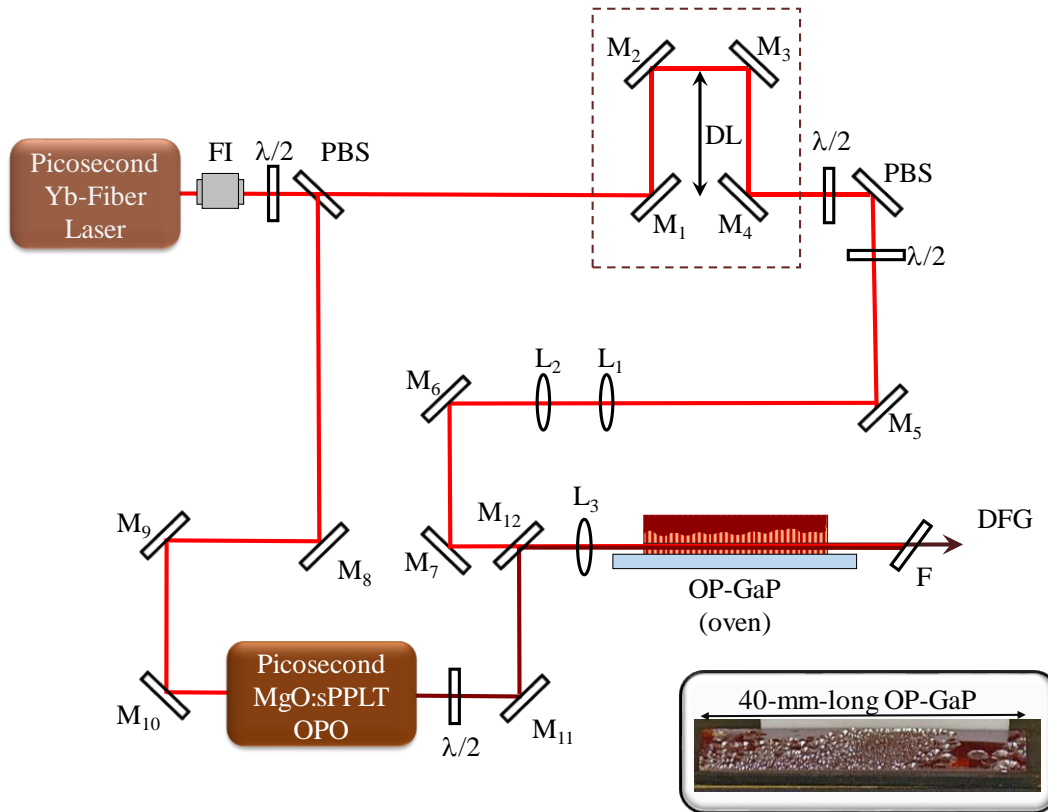 M2
M3
DL
Picosecond
Yb-Fiber
Laser
FI
λ/2
PBS
M1
M4
λ/2
PBS
λ/2
L2
L1
M6
M5
M9
M8
M12
L3
M7
OP-GaP
(oven)
DFG
F
Picosecond
MgO:sPPLT
OPO
M10
λ/2
M11
40-mm-long OP-GaP